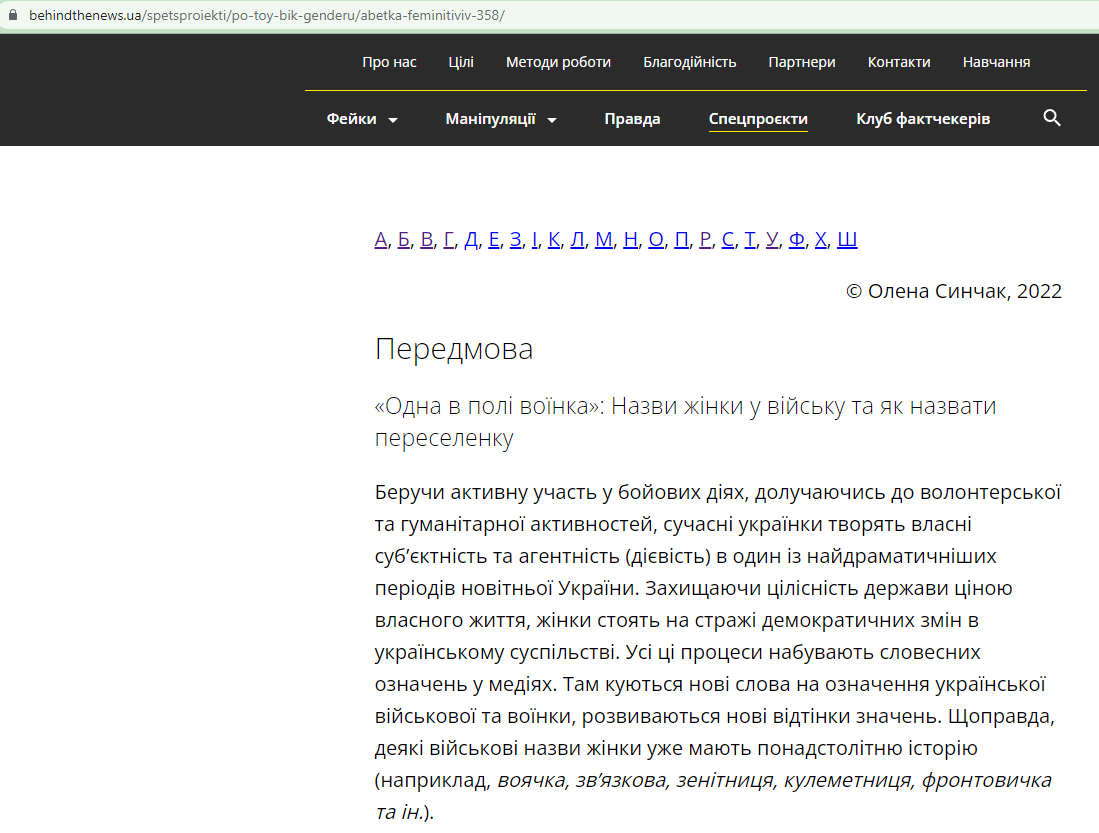 behindthenews.ua/spetsproiekti/po-toy-bik-genderu/abetka-feminitiviv-358/
Про нас Цілі Методи роботи Благодійність Партнери Контакти Навчання
Фейки Маніпуляції Правда Спецпроєкти Клуб фактчекерів
А, Б, В, Г, Д, Е, З, І, К, Л, М, Н, О, П, Р, С, Т, У, Ф, Х, Ш
© Олена Синчак, 2022
Передмова
«Одна в полі воїнка»: Назви жінки у війську та як назвати
переселенку
Беручи активну участь у бойових діях, долучаючись до волонтерської
та гуманітарної активностей, сучасні українки творять власні
суб’єктність та агентність (дієвість) в один із найдраматичніших
періодів новітньої України. Захищаючи цілісність держави ціною
власного життя, жінки стоять на стражі демократичних змін в
українському суспільстві. Усі ці процеси набувають словесних
означень у медіях. Там куються нові слова на означення української
військової та воїнки, розвиваються нові відтінки значень. Щоправда,
деякі військові назви жінки уже мають понадстолітню історію
(наприклад, воячка, зв’язкова, зенітниця, кулеметниця, фронтовичка
та ін.).